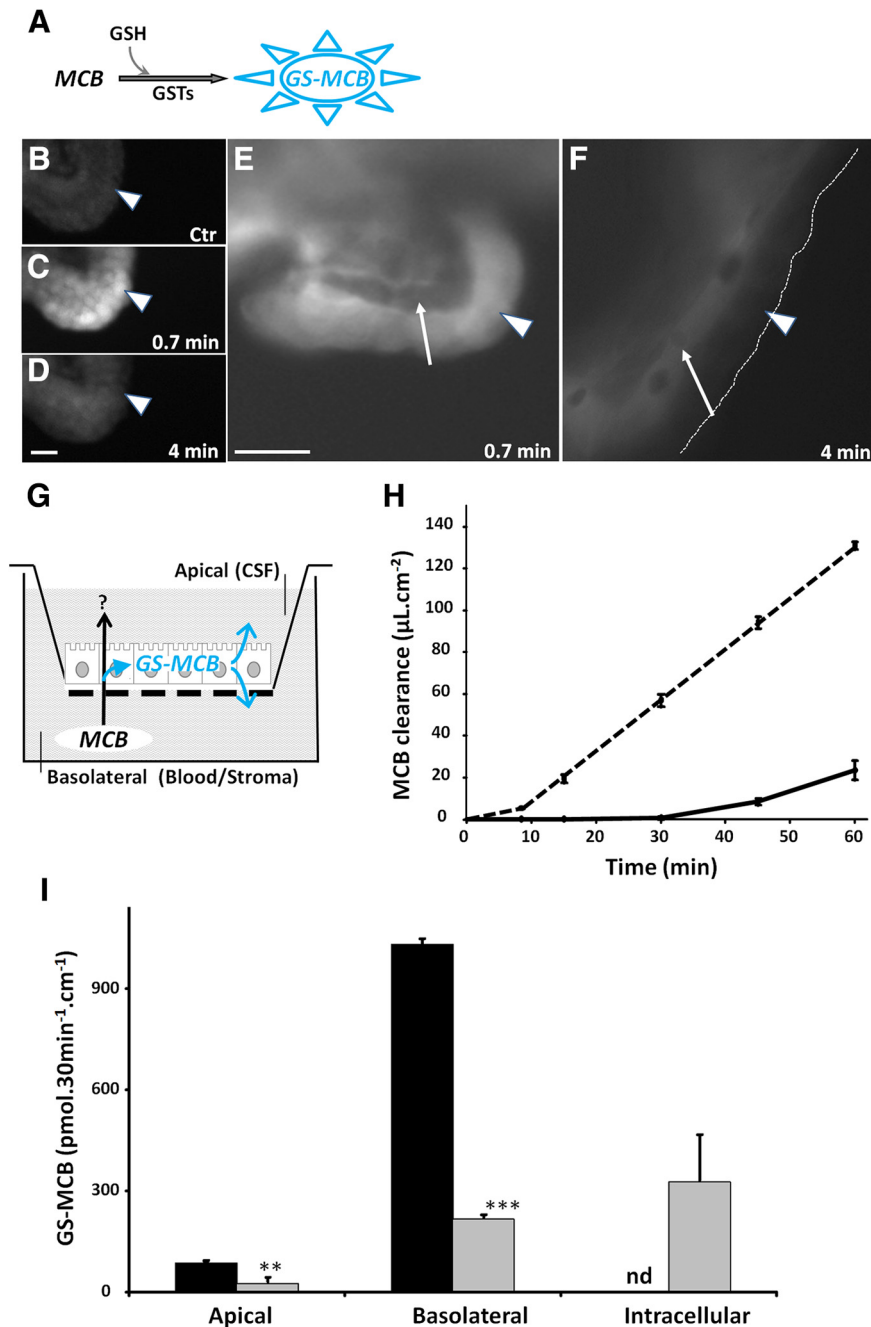 A
GSH
MCB
GSTs
GS-MCB
B
Ctr
C
0.7 min
D
4 min
E
0.7 min
F
4 min
G
Apical (CSF)
?
GS-MCB
MCB
Basolateral (Blood/Stroma)
H
MCB clearance (µL.cm⁻²)
140
120
100
80
60
40
20
0
0 10 20 30 40 50 60
Time (min)
I
GS-MCB (pmol.30min⁻¹.cm⁻¹)
900
600
300
0
**
***
nd
Apical Basolateral Intracellular